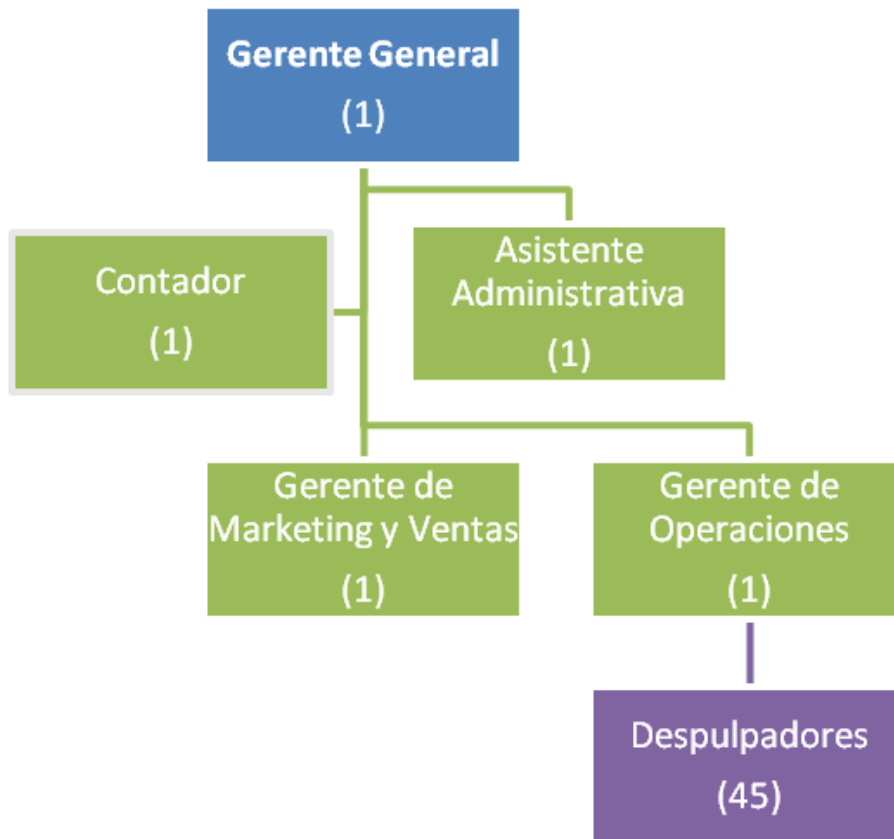 Gerente General
(1)
Contador
(1)
Asistente
Administrativa
(1)
Gerente de
Marketing y Ventas
(1)
Gerente de
Operaciones
(1)
Despulpadores
(45)